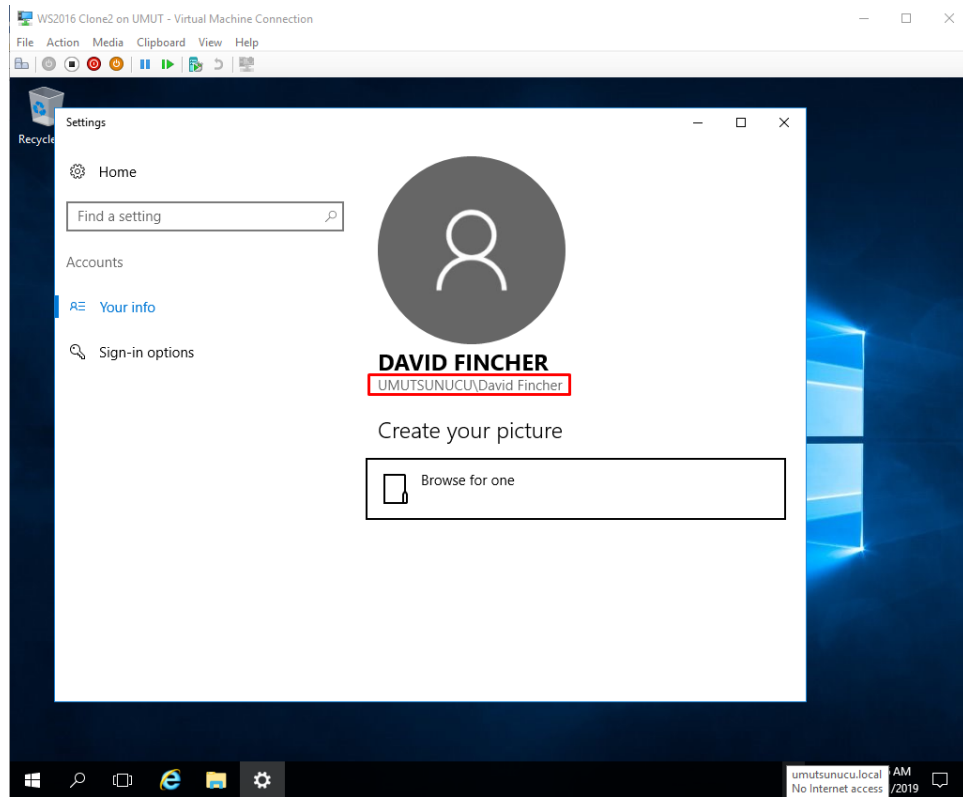 WS2016 Clone2 on UMUT - Virtual Machine Connection
File Action Media Clipboard View Help
Recycle
Settings
Home
Find a setting
Accounts
Your info
Sign-in options
DAVID FINCHER
UMUTSUNUCU\David Fincher
Create your picture
Browse for one
umutsunucu.local
No Internet access
AM
/2019